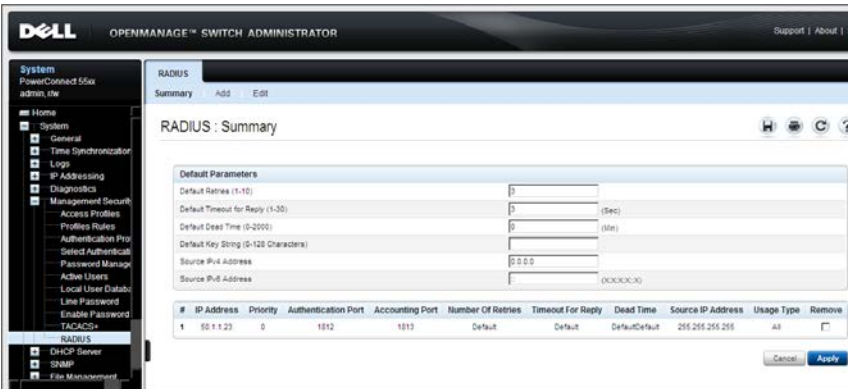 DELL
OPENMANAGE™ SWITCH ADMINISTRATOR
Support | About |
System
PowerConnect 55xx
admin, r/w
Home
System
General
Time Synchronization
Logs
IP Addressing
Diagnostics
Management Securit
Access Profiles
Profiles Rules
Authentication Pro
Select Authenticati
Password Manage
Active Users
Local User Databa
Line Password
Enable Password
TACACS+
RADIUS
DHCP Server
SNMP
File Management
RADIUS
Summary Add Edit
RADIUS : Summary
Default Parameters
Default Retries (1-10) 3
Default Timeout for Reply (1-30) 3 (Sec)
Default Dead Time (0-2000) 0 (Min)
Default Key String (0-128 Characters)
Source IPv4 Address 0.0.0.0
Source IPv6 Address :: (X:X:X:X::X)
# IP Address Priority Authentication Port Accounting Port Number Of Retries Timeout For Reply Dead Time Source IP Address Usage Type Remove
1 50.1.1.23 0 1812 1813 Default Default DefaultDefault 255.255.255.255 All
Cancel Apply